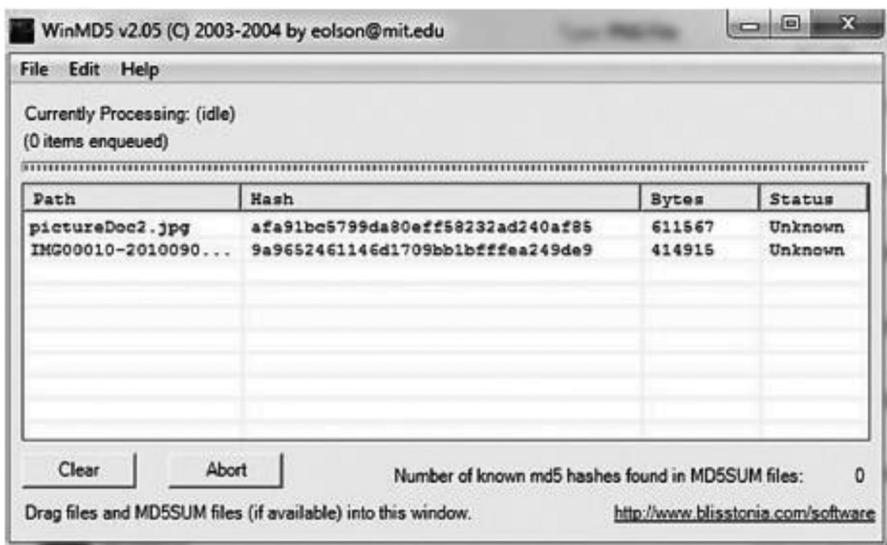 WinMD5 v2.05 (C) 2003-2004 by eolson@mit.edu
File Edit Help
Currently Processing: (idle)
(0 items enqueued)
Path Hash Bytes Status
pictureDoc2.jpg afa91bc5799da80eff58232ad240af85 611567 Unknown
IMG00010-2010090... 9a9652461146d1709bb1bfffea249de9 414915 Unknown
Clear Abort Number of known md5 hashes found in MD5SUM files: 0
Drag files and MD5SUM files (if available) into this window. http://www.blisstonia.com/software